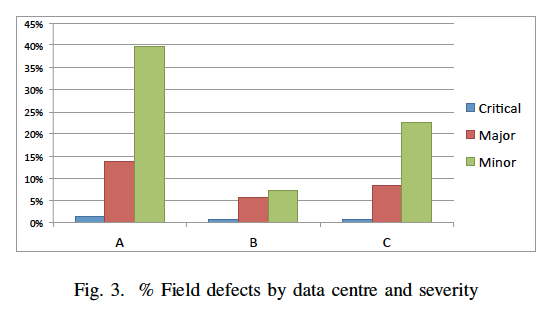 45%
40%
35%
30%
25%
20%
15%
10%
5%
0%
A B C
Critical
Major
Minor
Fig. 3. % Field defects by data centre and severity